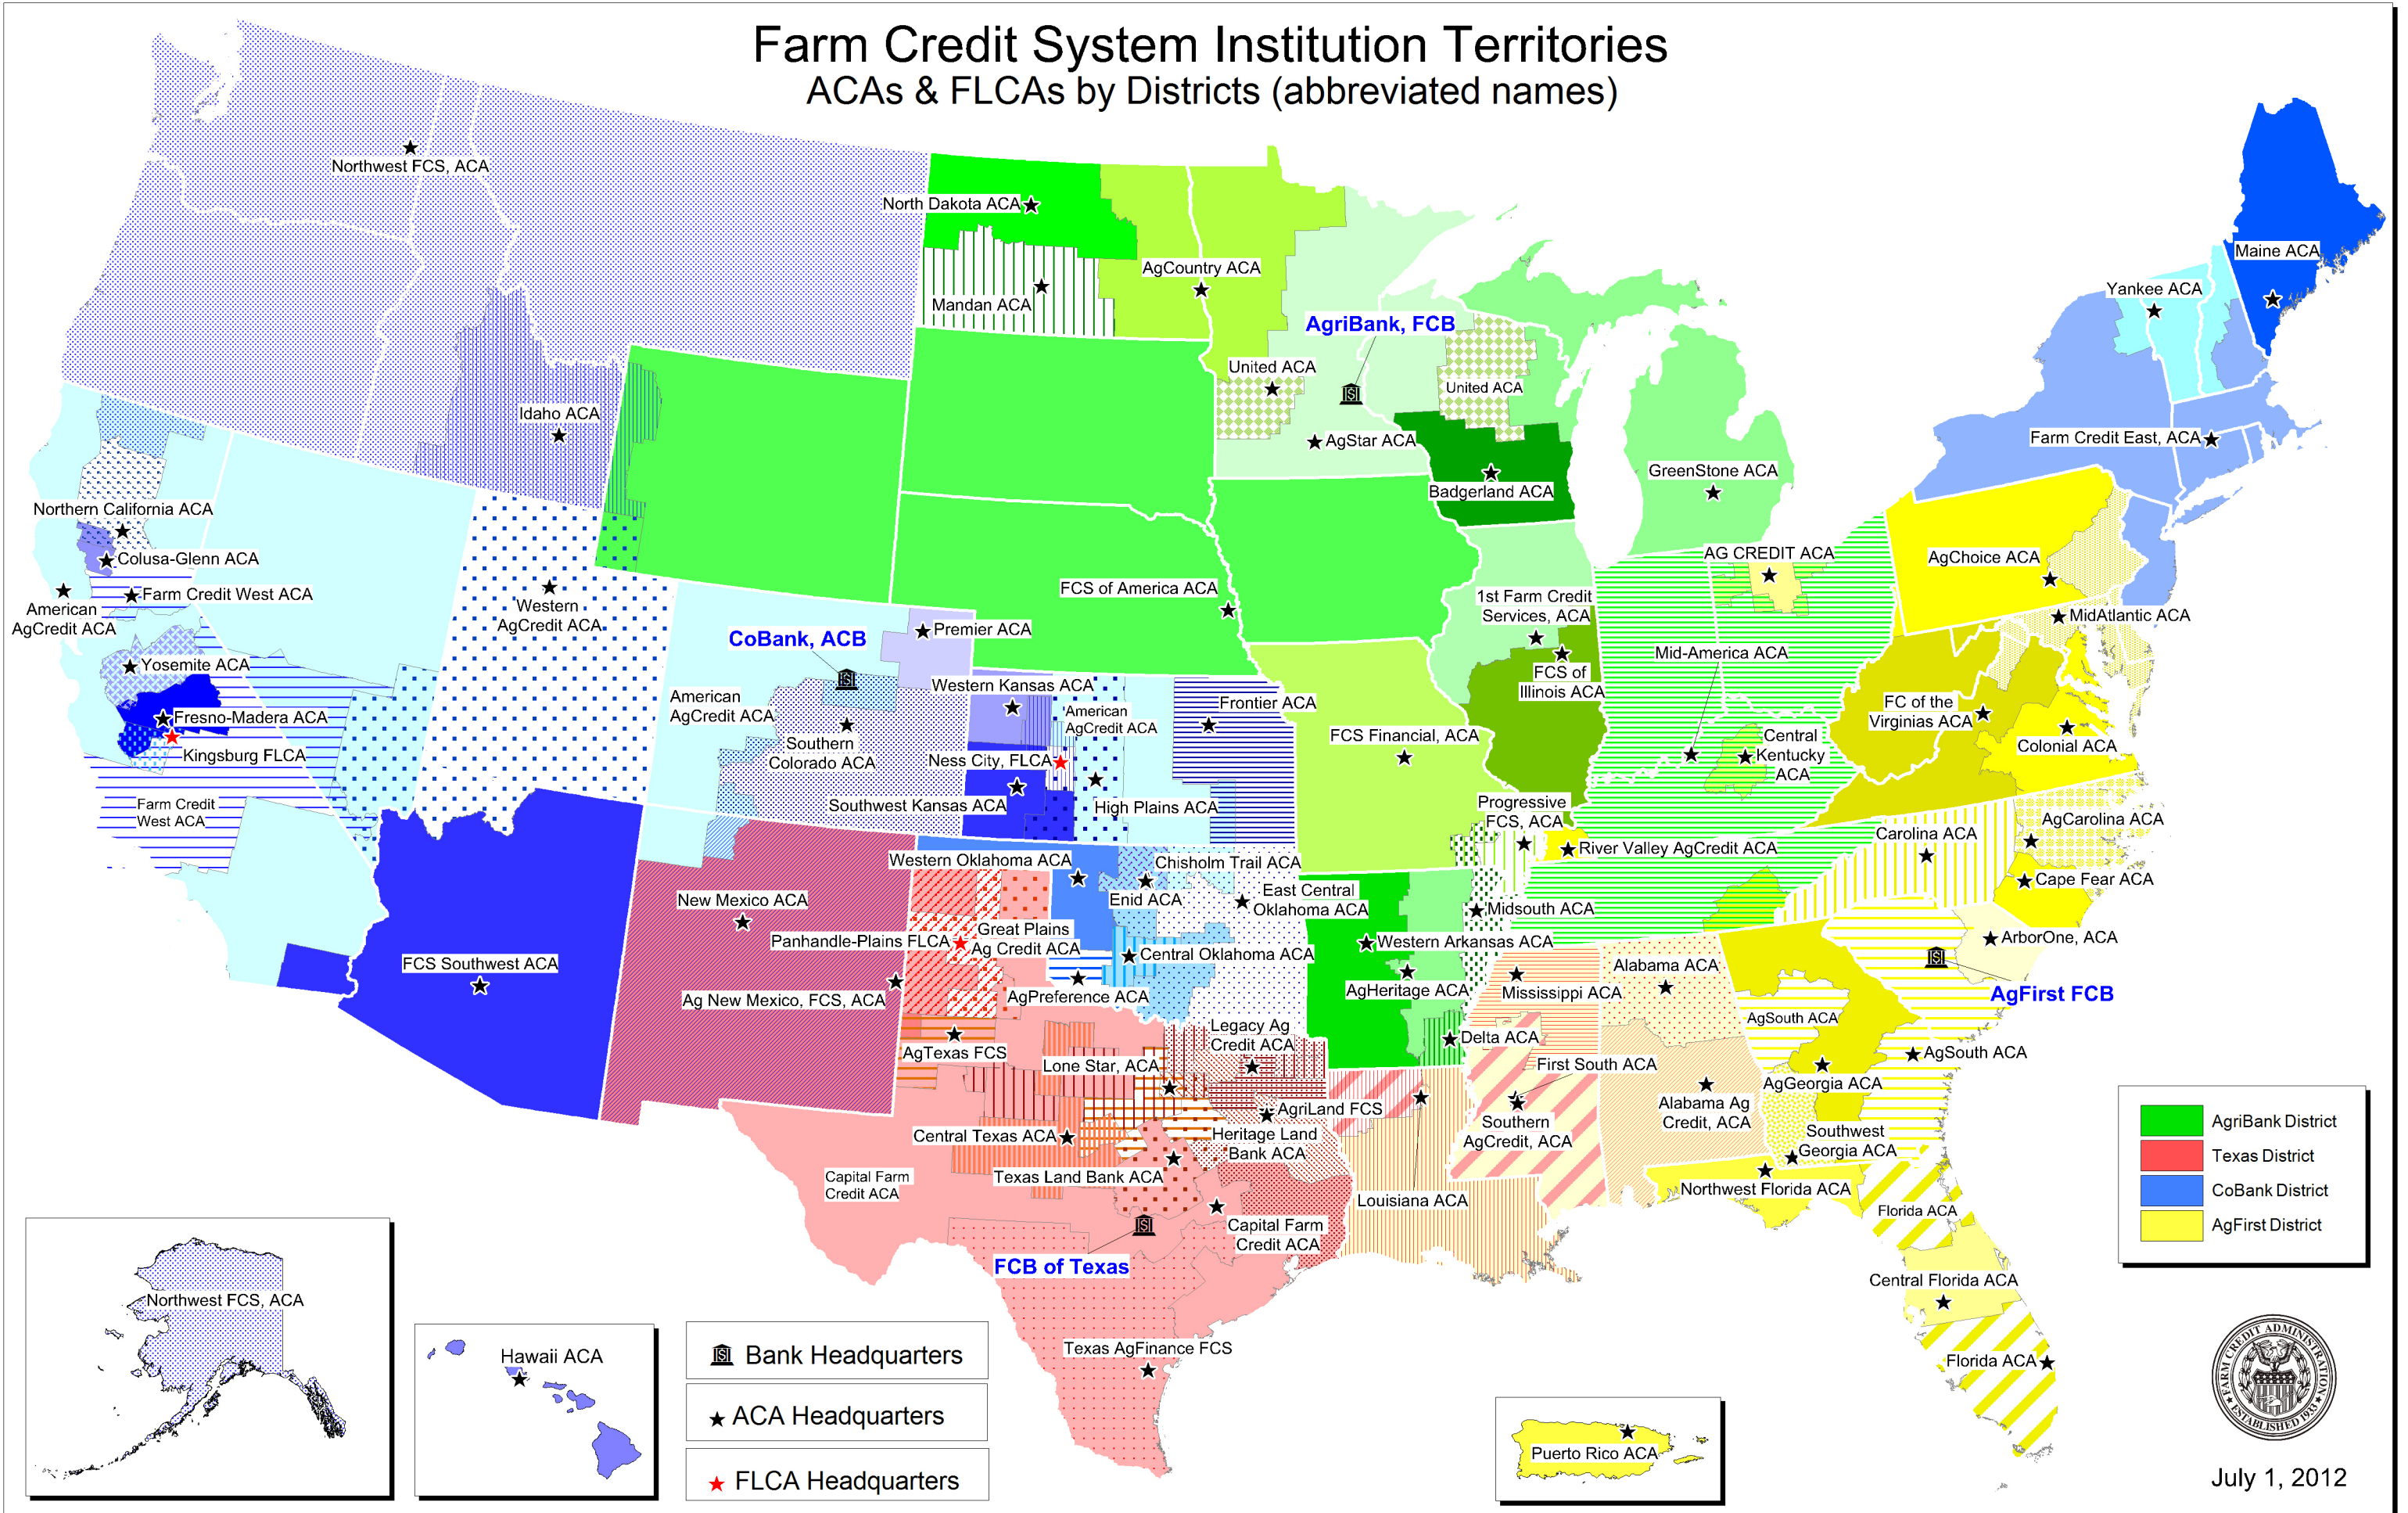 Farm Credit System Institution Territories
ACAs & FLCAs by Districts (abbreviated names)
Northwest FCS, ACA
North Dakota ACA
Mandan ACA
AgCountry ACA
AgriBank, FCB
United ACA
United ACA
AgStar ACA
Badgerland ACA
GreenStone ACA
Maine ACA
Yankee ACA
Farm Credit East, ACA
Idaho ACA
Northern California ACA
Colusa-Glenn ACA
Farm Credit West ACA
American
AgCredit ACA
Western
AgCredit ACA
Yosemite ACA
Fresno-Madera ACA
Kingsburg FLCA
Farm Credit
West ACA
FCS of America ACA
Premier ACA
CoBank, ACB
American
AgCredit ACA
Southern
Colorado ACA
Western Kansas ACA
American
AgCredit ACA
Frontier ACA
Ness City, FLCA
Southwest Kansas ACA
High Plains ACA
FCS Financial, ACA
1st Farm Credit
Services, ACA
FCS of
Illinois ACA
AG CREDIT ACA
Mid-America ACA
Central
Kentucky
ACA
AgChoice ACA
MidAtlantic ACA
FC of the
Virginias ACA
Colonial ACA
Progressive
FCS, ACA
River Valley AgCredit ACA
Carolina ACA
AgCarolina ACA
Cape Fear ACA
ArborOne, ACA
AgFirst FCB
FCS Southwest ACA
New Mexico ACA
Western Oklahoma ACA
Chisholm Trail ACA
Enid ACA
East Central
Oklahoma ACA
Great Plains
Ag Credit ACA
Panhandle-Plains FLCA
Central Oklahoma ACA
Ag New Mexico, FCS, ACA
AgPreference ACA
Midsouth ACA
Western Arkansas ACA
AgHeritage ACA
Mississippi ACA
Alabama ACA
AgSouth ACA
AgTexas FCS
Legacy Ag
Credit ACA
Delta ACA
Lone Star, ACA
First South ACA
AgSouth ACA
AgGeorgia ACA
AgriLand FCS
Southern
AgCredit, ACA
Alabama Ag
Credit, ACA
Central Texas ACA
Heritage Land
Bank ACA
Southwest
Georgia ACA
Texas Land Bank ACA
Capital Farm
Credit ACA
Louisiana ACA
Northwest Florida ACA
Florida ACA
Capital Farm
Credit ACA
FCB of Texas
Central Florida ACA
Texas AgFinance FCS
Florida ACA
AgriBank District
Texas District
CoBank District
AgFirst District
Northwest FCS, ACA
Hawaii ACA
Bank Headquarters
ACA Headquarters
FLCA Headquarters
Puerto Rico ACA
FARM CREDIT ADMINISTRATION
ESTABLISHED 1933
July 1, 2012